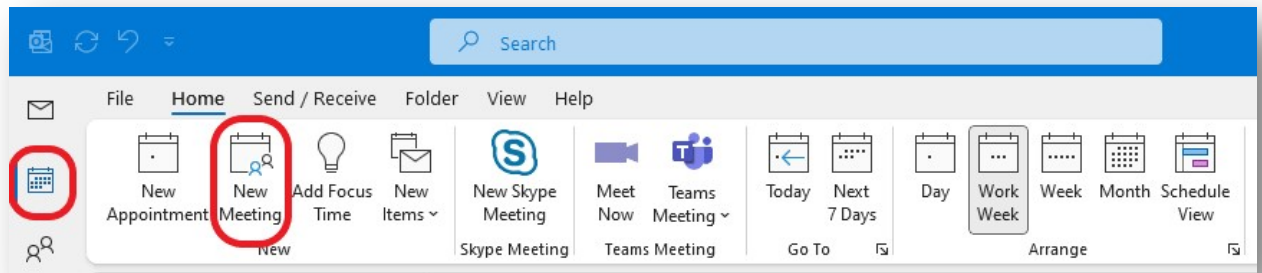 Search
File Home Send / Receive Folder View Help
New Appointment
New Meeting
Add Focus Time
New Items
New
New Skype Meeting
Skype Meeting
Meet Now
Teams Meeting
Teams Meeting
Today
Next 7 Days
Go To
Day
Work Week
Week
Month
Schedule View
Arrange